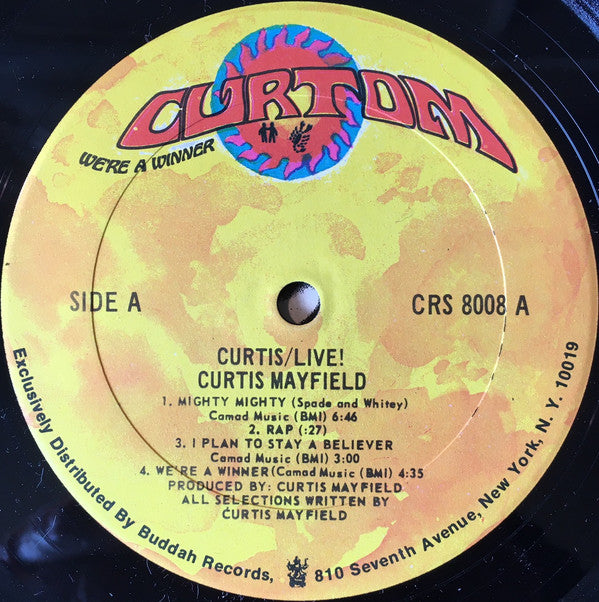 CURTOM
WE'RE A WINNER
SIDE A
CRS 8008 A
CURTIS/LIVE!
CURTIS MAYFIELD
1. MIGHTY MIGHTY (Spade and Whitey)
Camad Music (BMI) 6:46
2. RAP (:27)
3. I PLAN TO STAY A BELIEVER
Camad Music (BMI) 3:00
4. WE'RE A WINNER(Camad Music (BMI) 4:35
PRODUCED BY: CURTIS MAYFIELD
ALL SELECTIONS WRITTEN BY
CURTIS MAYFIELD
Exclusively Distributed By Buddah Records, 810 Seventh Avenue, New York, N. Y. 10019